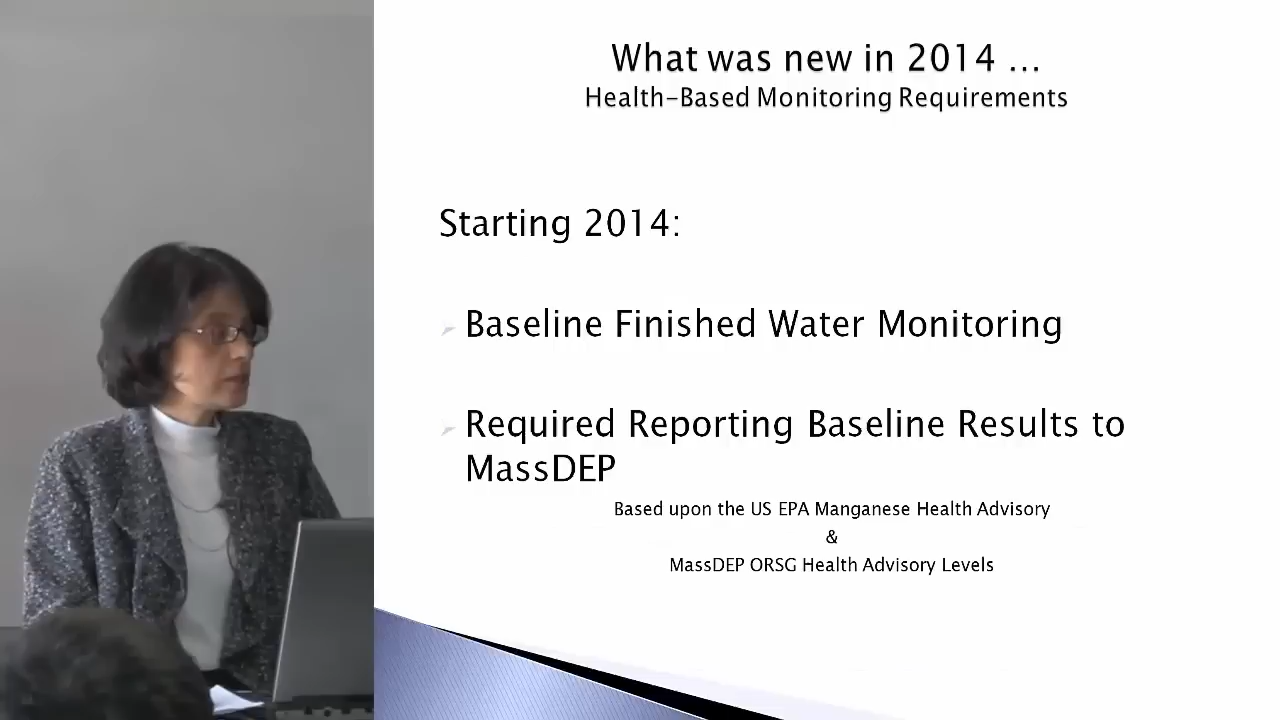 What was new in 2014 ...
Health-Based Monitoring Requirements
Starting 2014:
Baseline Finished Water Monitoring
Required Reporting Baseline Results to
MassDEP
Based upon the US EPA Manganese Health Advisory
&
MassDEP ORSG Health Advisory Levels